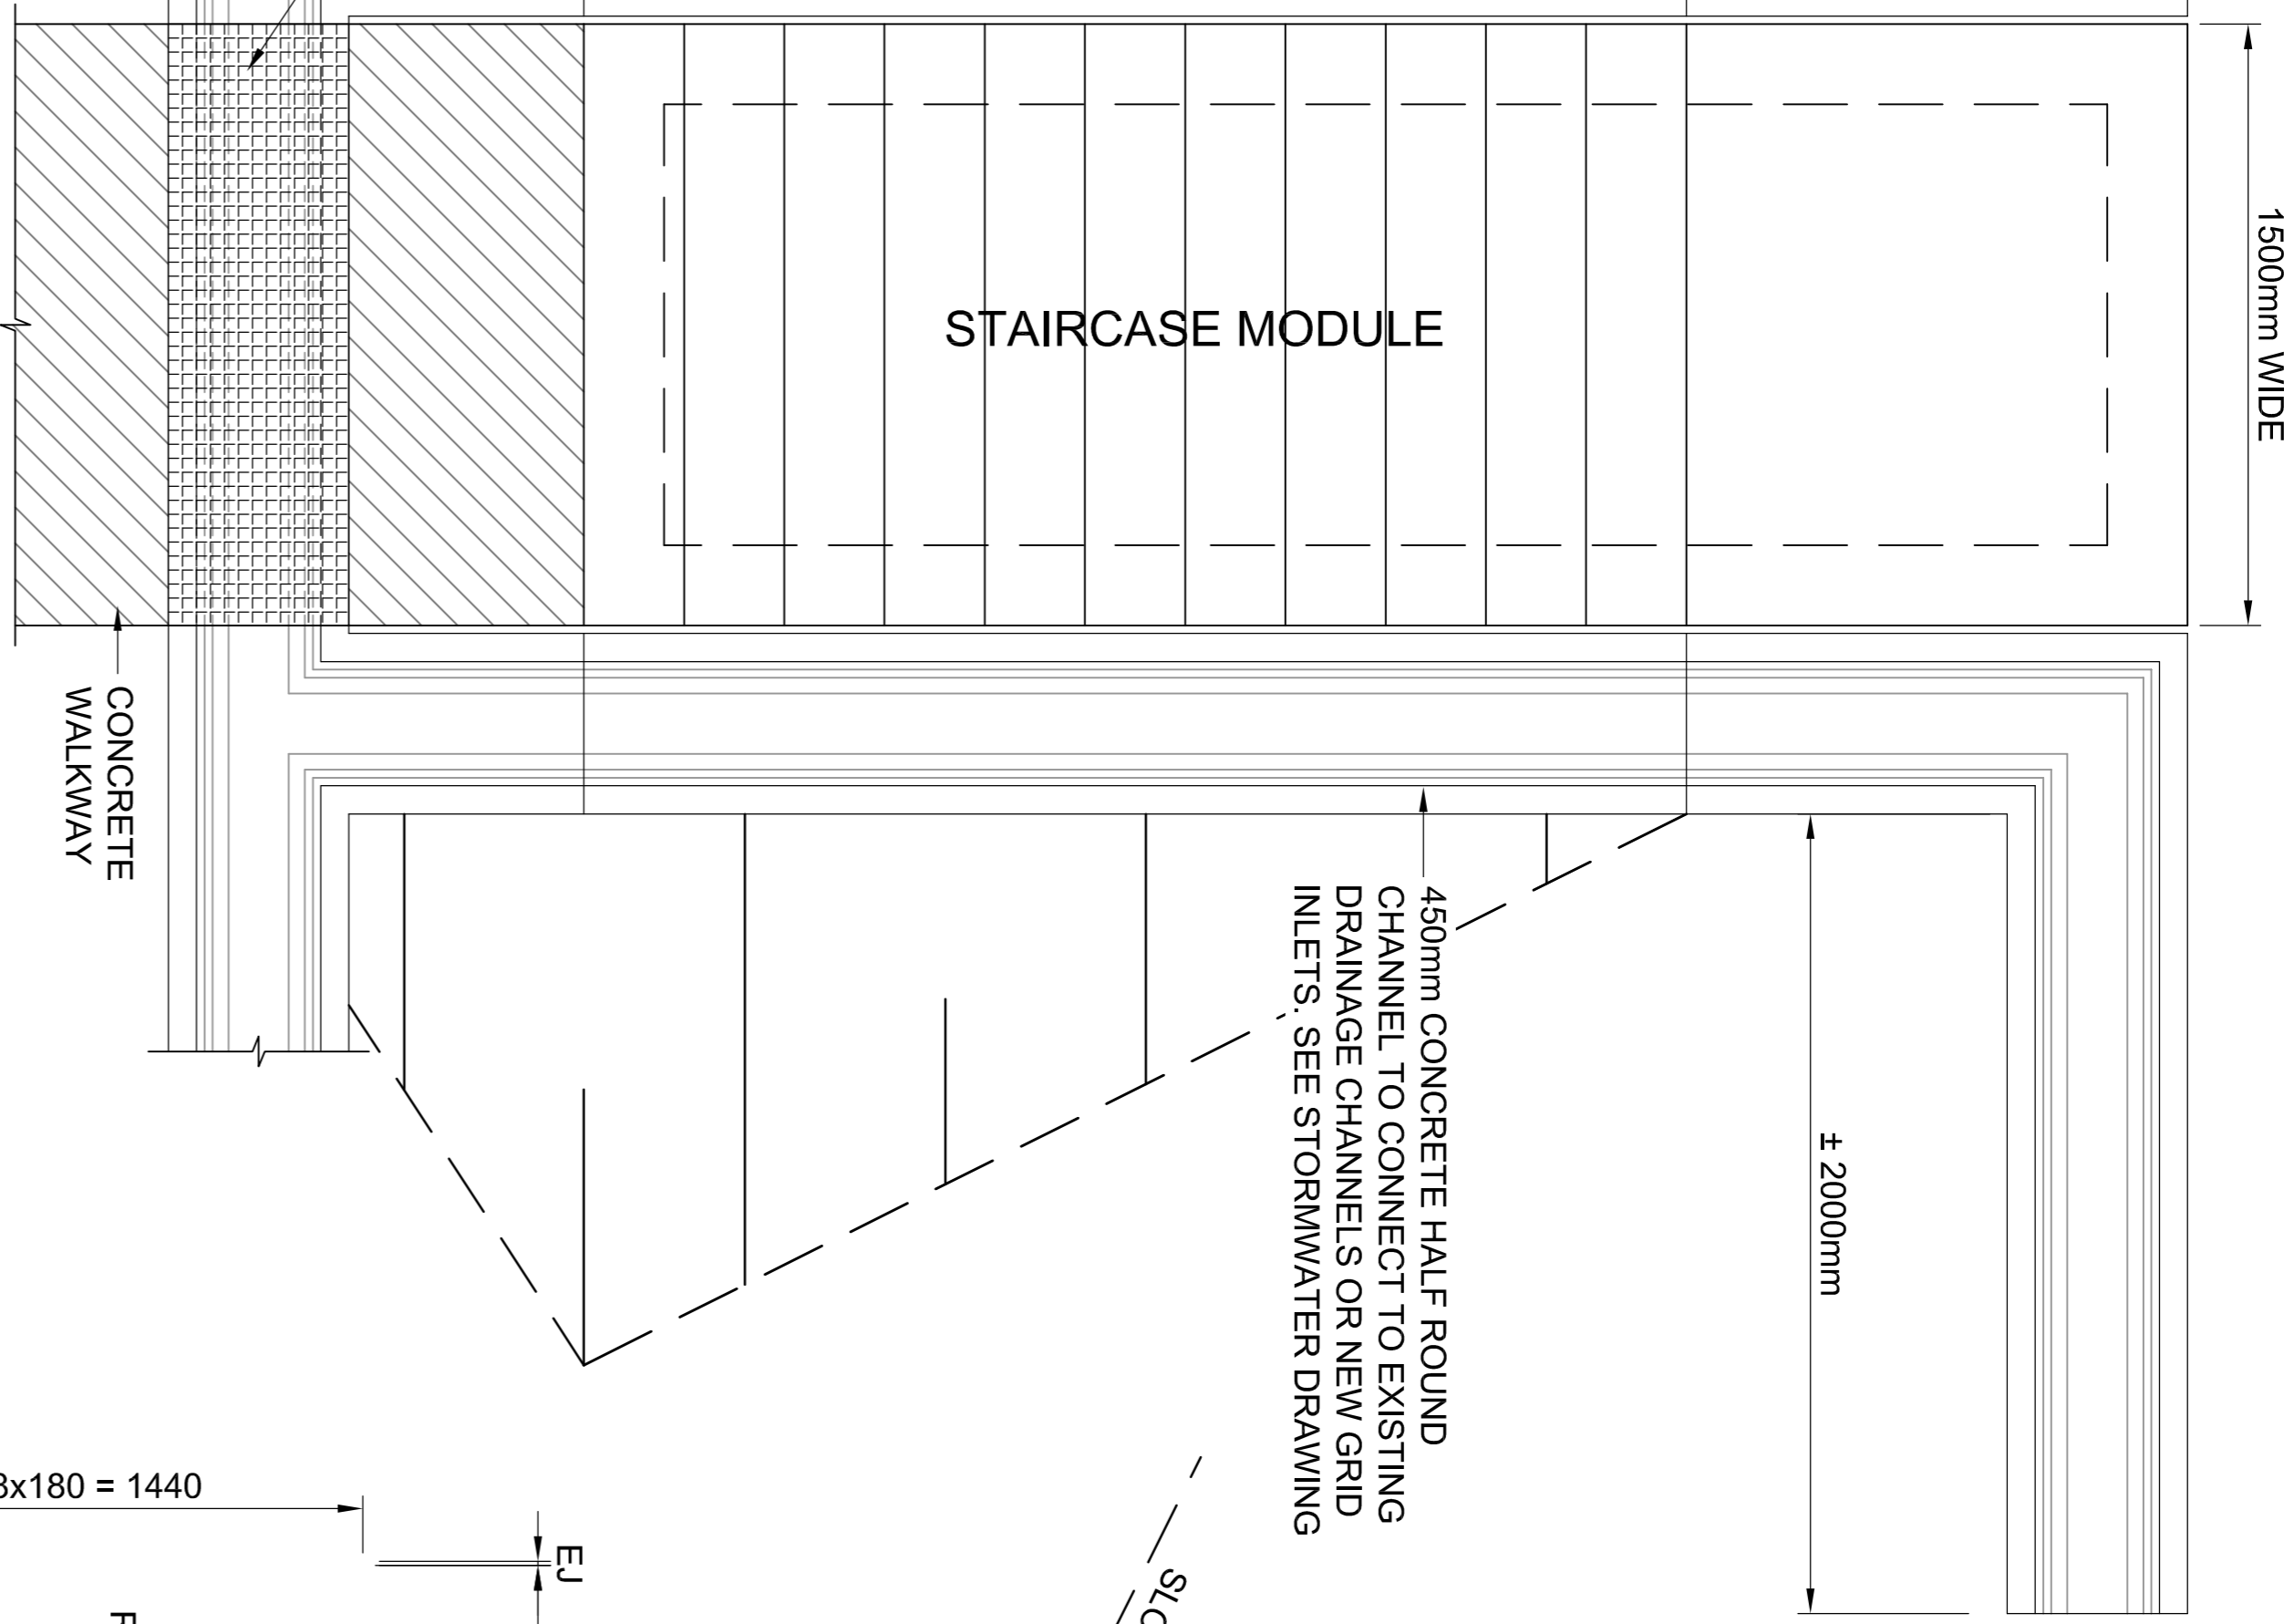 1500mm WIDE
STAIRCASE MODULE
CONCRETE
WALKWAY
450mm CONCRETE HALF ROUND
CHANNEL TO CONNECT TO EXISTING
DRAINAGE CHANNELS OR NEW GRID
INLETS. SEE STORMWATER DRAWING
± 2000mm
x180 = 1440
EJ